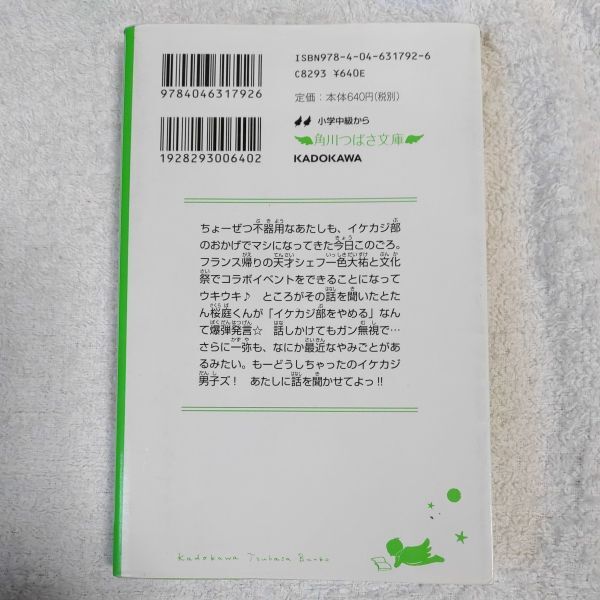 ISBN978-4-04-631792-6
C8293 ¥640E
9784046317926
定価：本体640円(税別)
小学中級から
角川つばさ文庫
KADOKAWA
1928293006402
ちょーぜつ不器用なあたしも、イケカジ部
のおかげでマシになってきた今日このごろ。
フランス帰りの天才シェフ一色大祐と文化
祭でコラボイベントをできることになって
ウキウキ♪ ところがその話を聞いたとた
ん桜庭くんが「イケカジ部をやめる」なん
て爆弾発言☆ 話しかけてもガン無視で…
さらに一弥も、なにか最近なやみごとが
あるみたい。もーどうしちゃったのイケカジ
男子ズ！ あたしに話を聞かせてよっ!!
Kadokawa Tsubasa Bunko